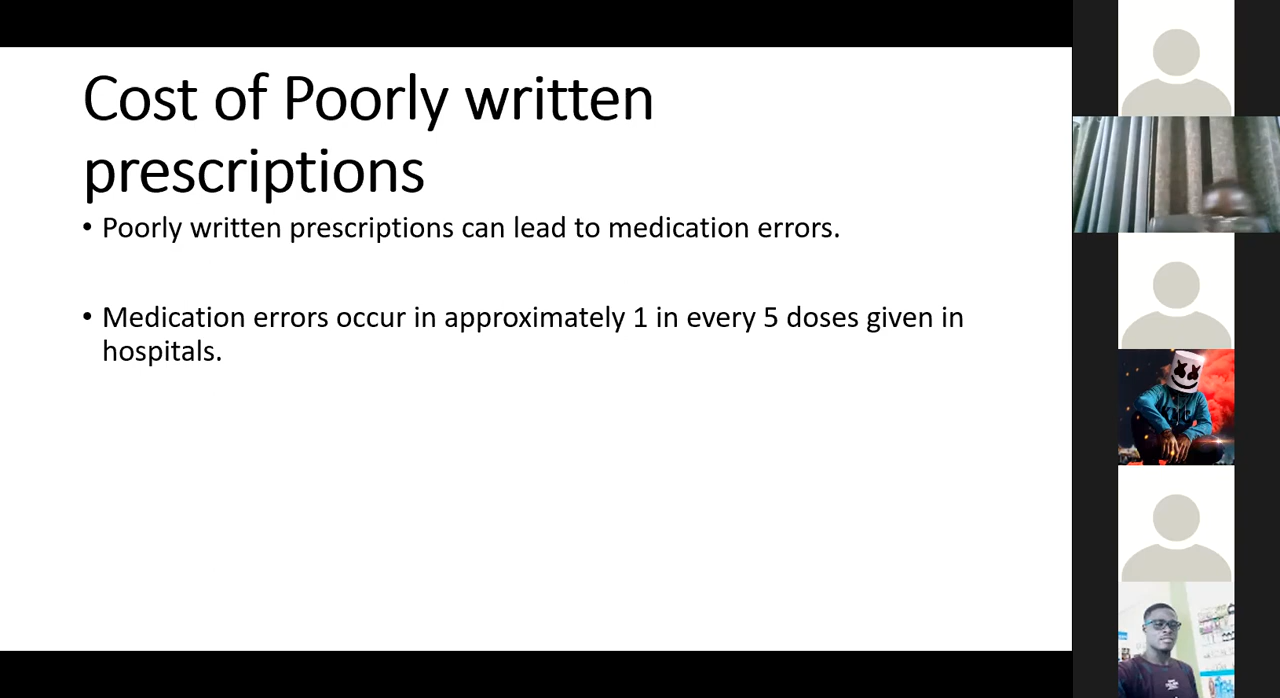 Cost of Poorly written
prescriptions
• Poorly written prescriptions can lead to medication errors.
• Medication errors occur in approximately 1 in every 5 doses given in
hospitals.